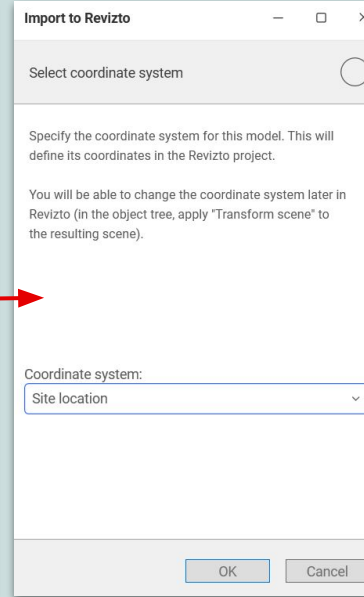 Import to Revizto
Select coordinate system
Specify the coordinate system for this model. This will
define its coordinates in the Revizto project.
You will be able to change the coordinate system later in
Revizto (in the object tree, apply "Transform scene" to
the resulting scene).
Coordinate system:
Site location
OK
Cancel